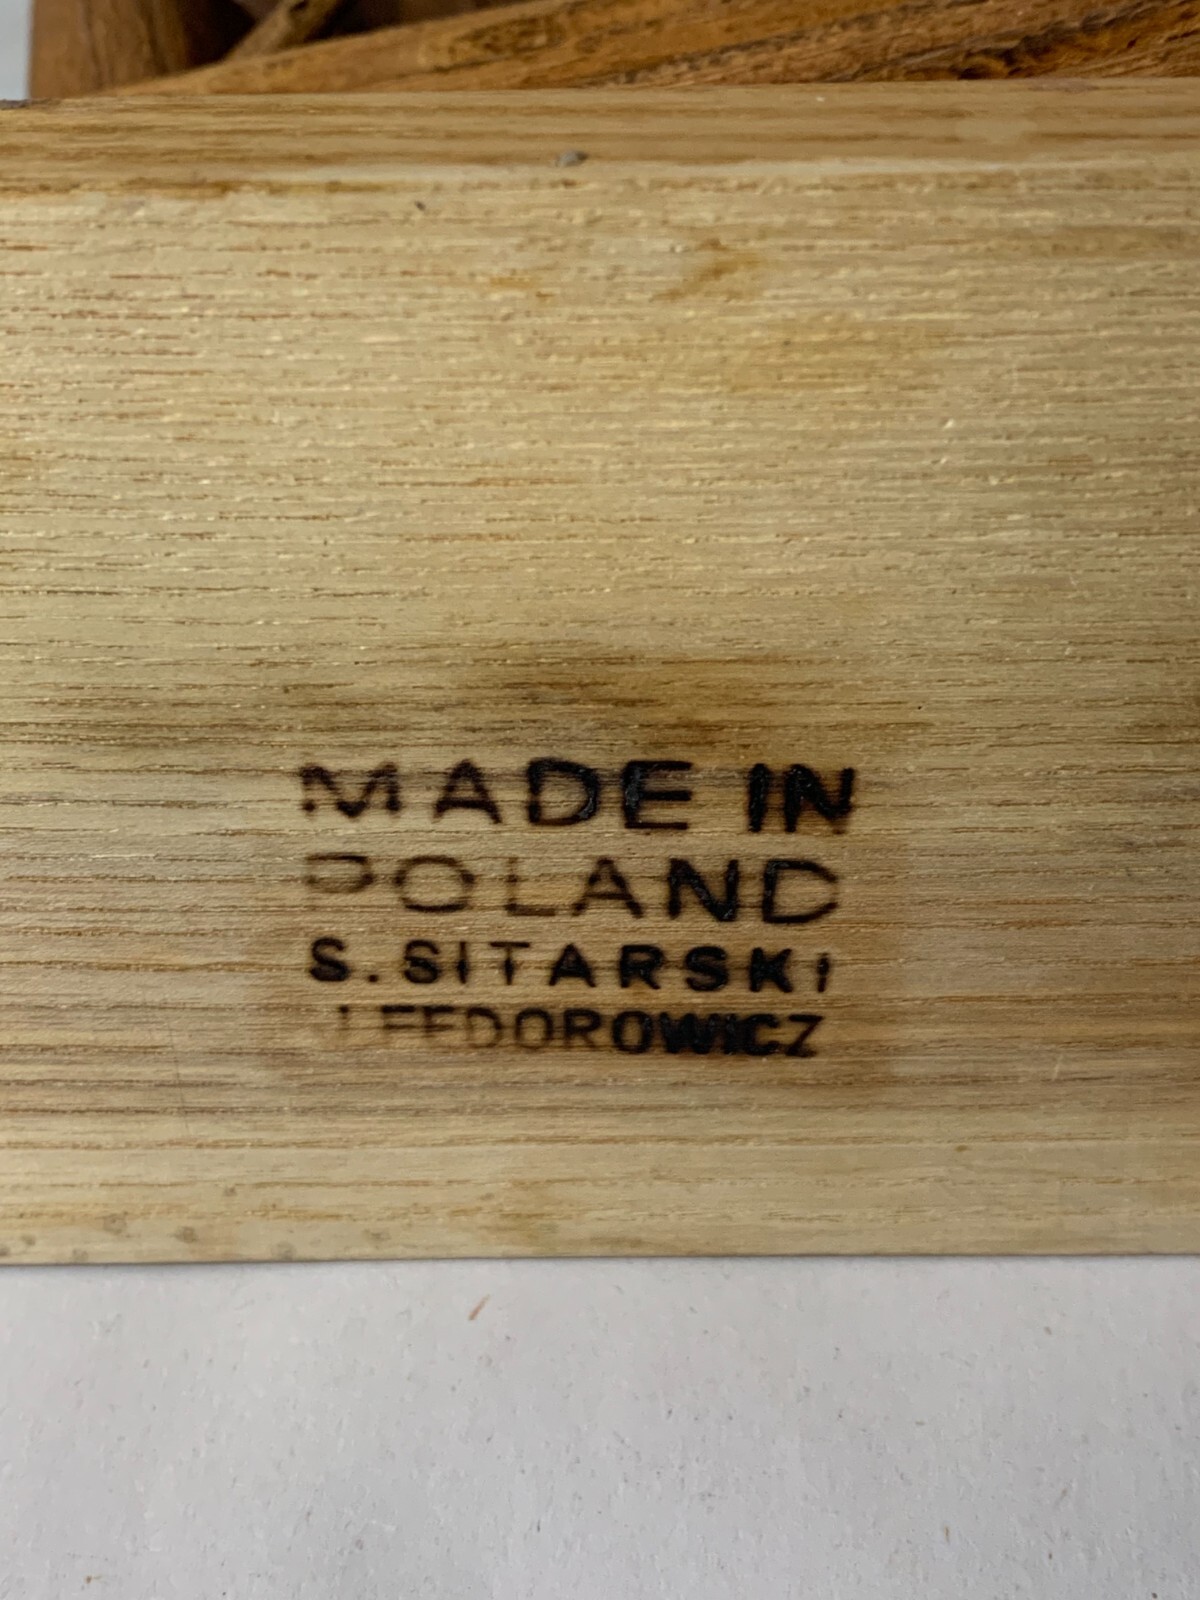 MADE IN
POLAND
S. SITARSKI
J. FEDOROWICZ